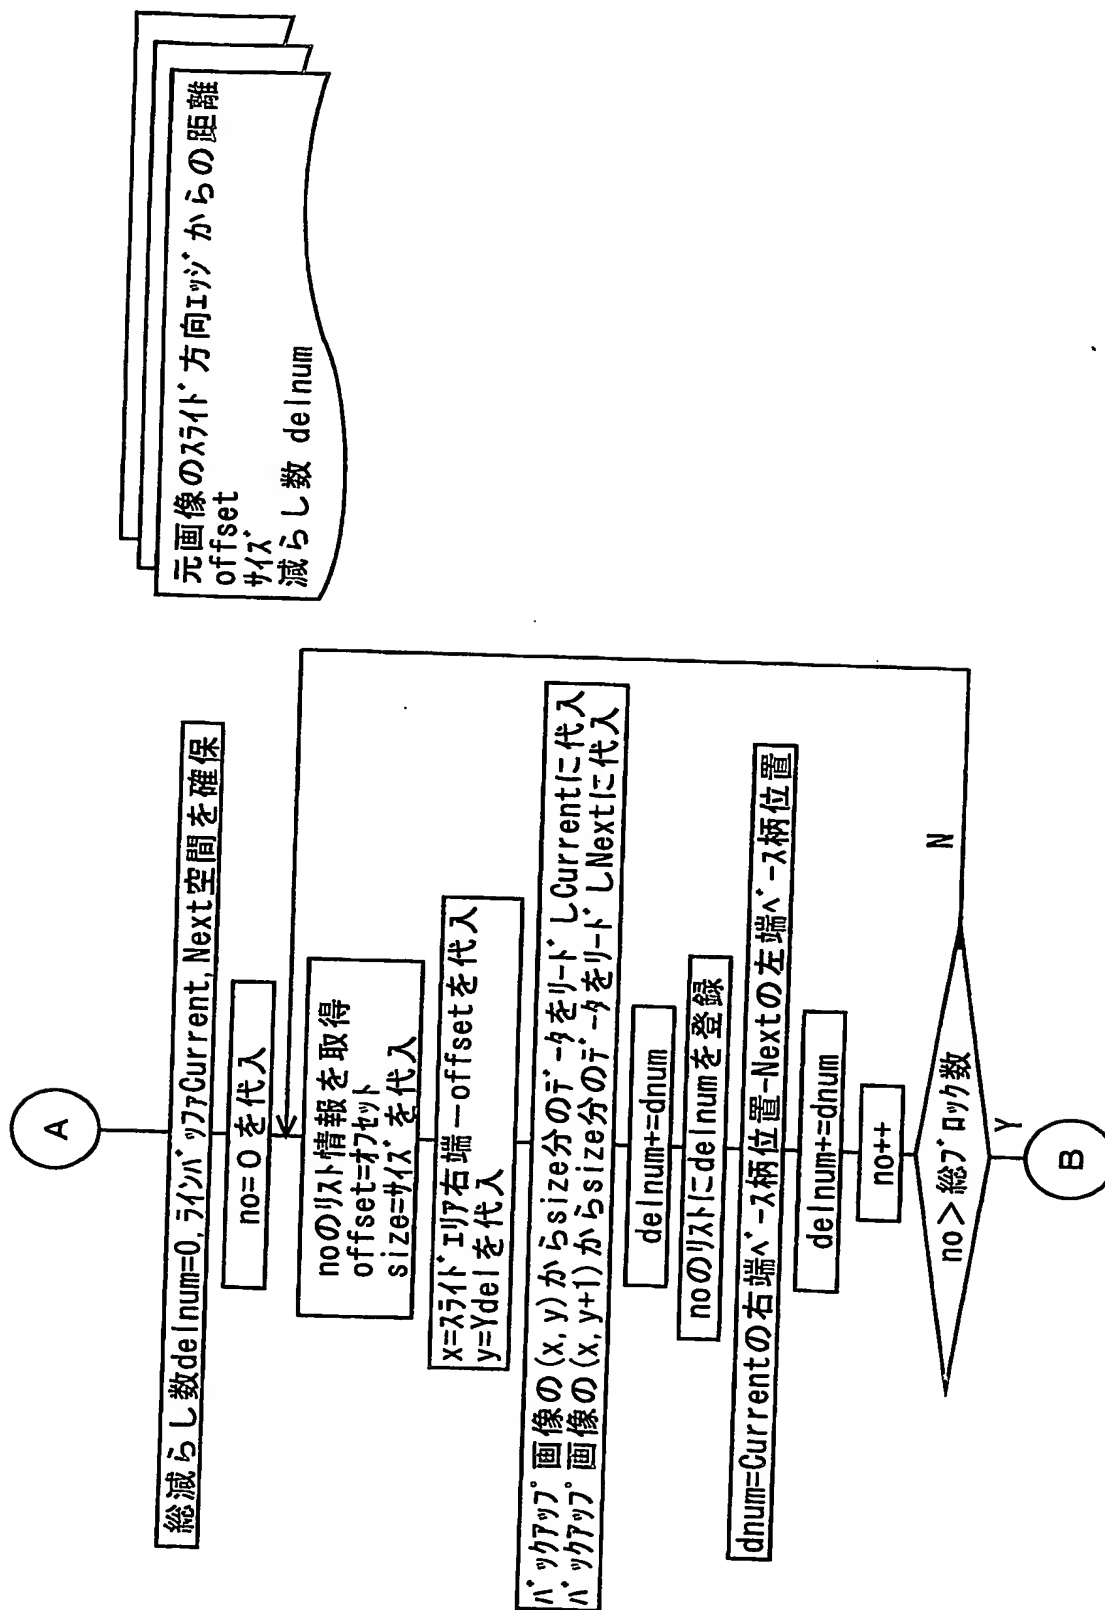 A
総減らし数delnum=0,ﾗｲﾝﾊﾞｯﾌｧCurrent,Next空間を確保
no=0を代入
noのﾘｽﾄ情報を取得
offset=ｵﾌｾｯﾄ
size=ｻｲｽﾞを代入
x=ｽﾗｲﾄﾞｴﾘｱ右端-offsetを代入
y=Ydelを代入
ﾊﾞｯｸｱｯﾌﾟ画像の(x,y)からsize分のﾃﾞｰﾀをﾘｰﾄﾞしCurrentに代入
ﾊﾞｯｸｱｯﾌﾟ画像の(x,y+1)からsize分のﾃﾞｰﾀをﾘｰﾄﾞしNextに代入
delnum+=dnum
noのﾘｽﾄにdelnumを登録
dnum=Currentの右端ﾍﾞｰｽ柄位置-Nextの左端ﾍﾞｰｽ柄位置
delnum+=dnum
no++
no>総ﾌﾞﾛｯｸ数
N
Y
B
元画像のｽﾗｲﾄﾞ方向ｴｯｼﾞからの距離
offset
ｻｲｽﾞ
減らし数 delnum